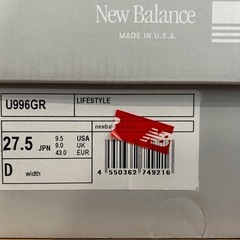 New Balance
MADE IN U.S.A.
U996GR
LIFESTYLE
27.5 JPN
9.5 USA
9.0 UK
43.0 EUR
D width
newbal
4 550362 749216